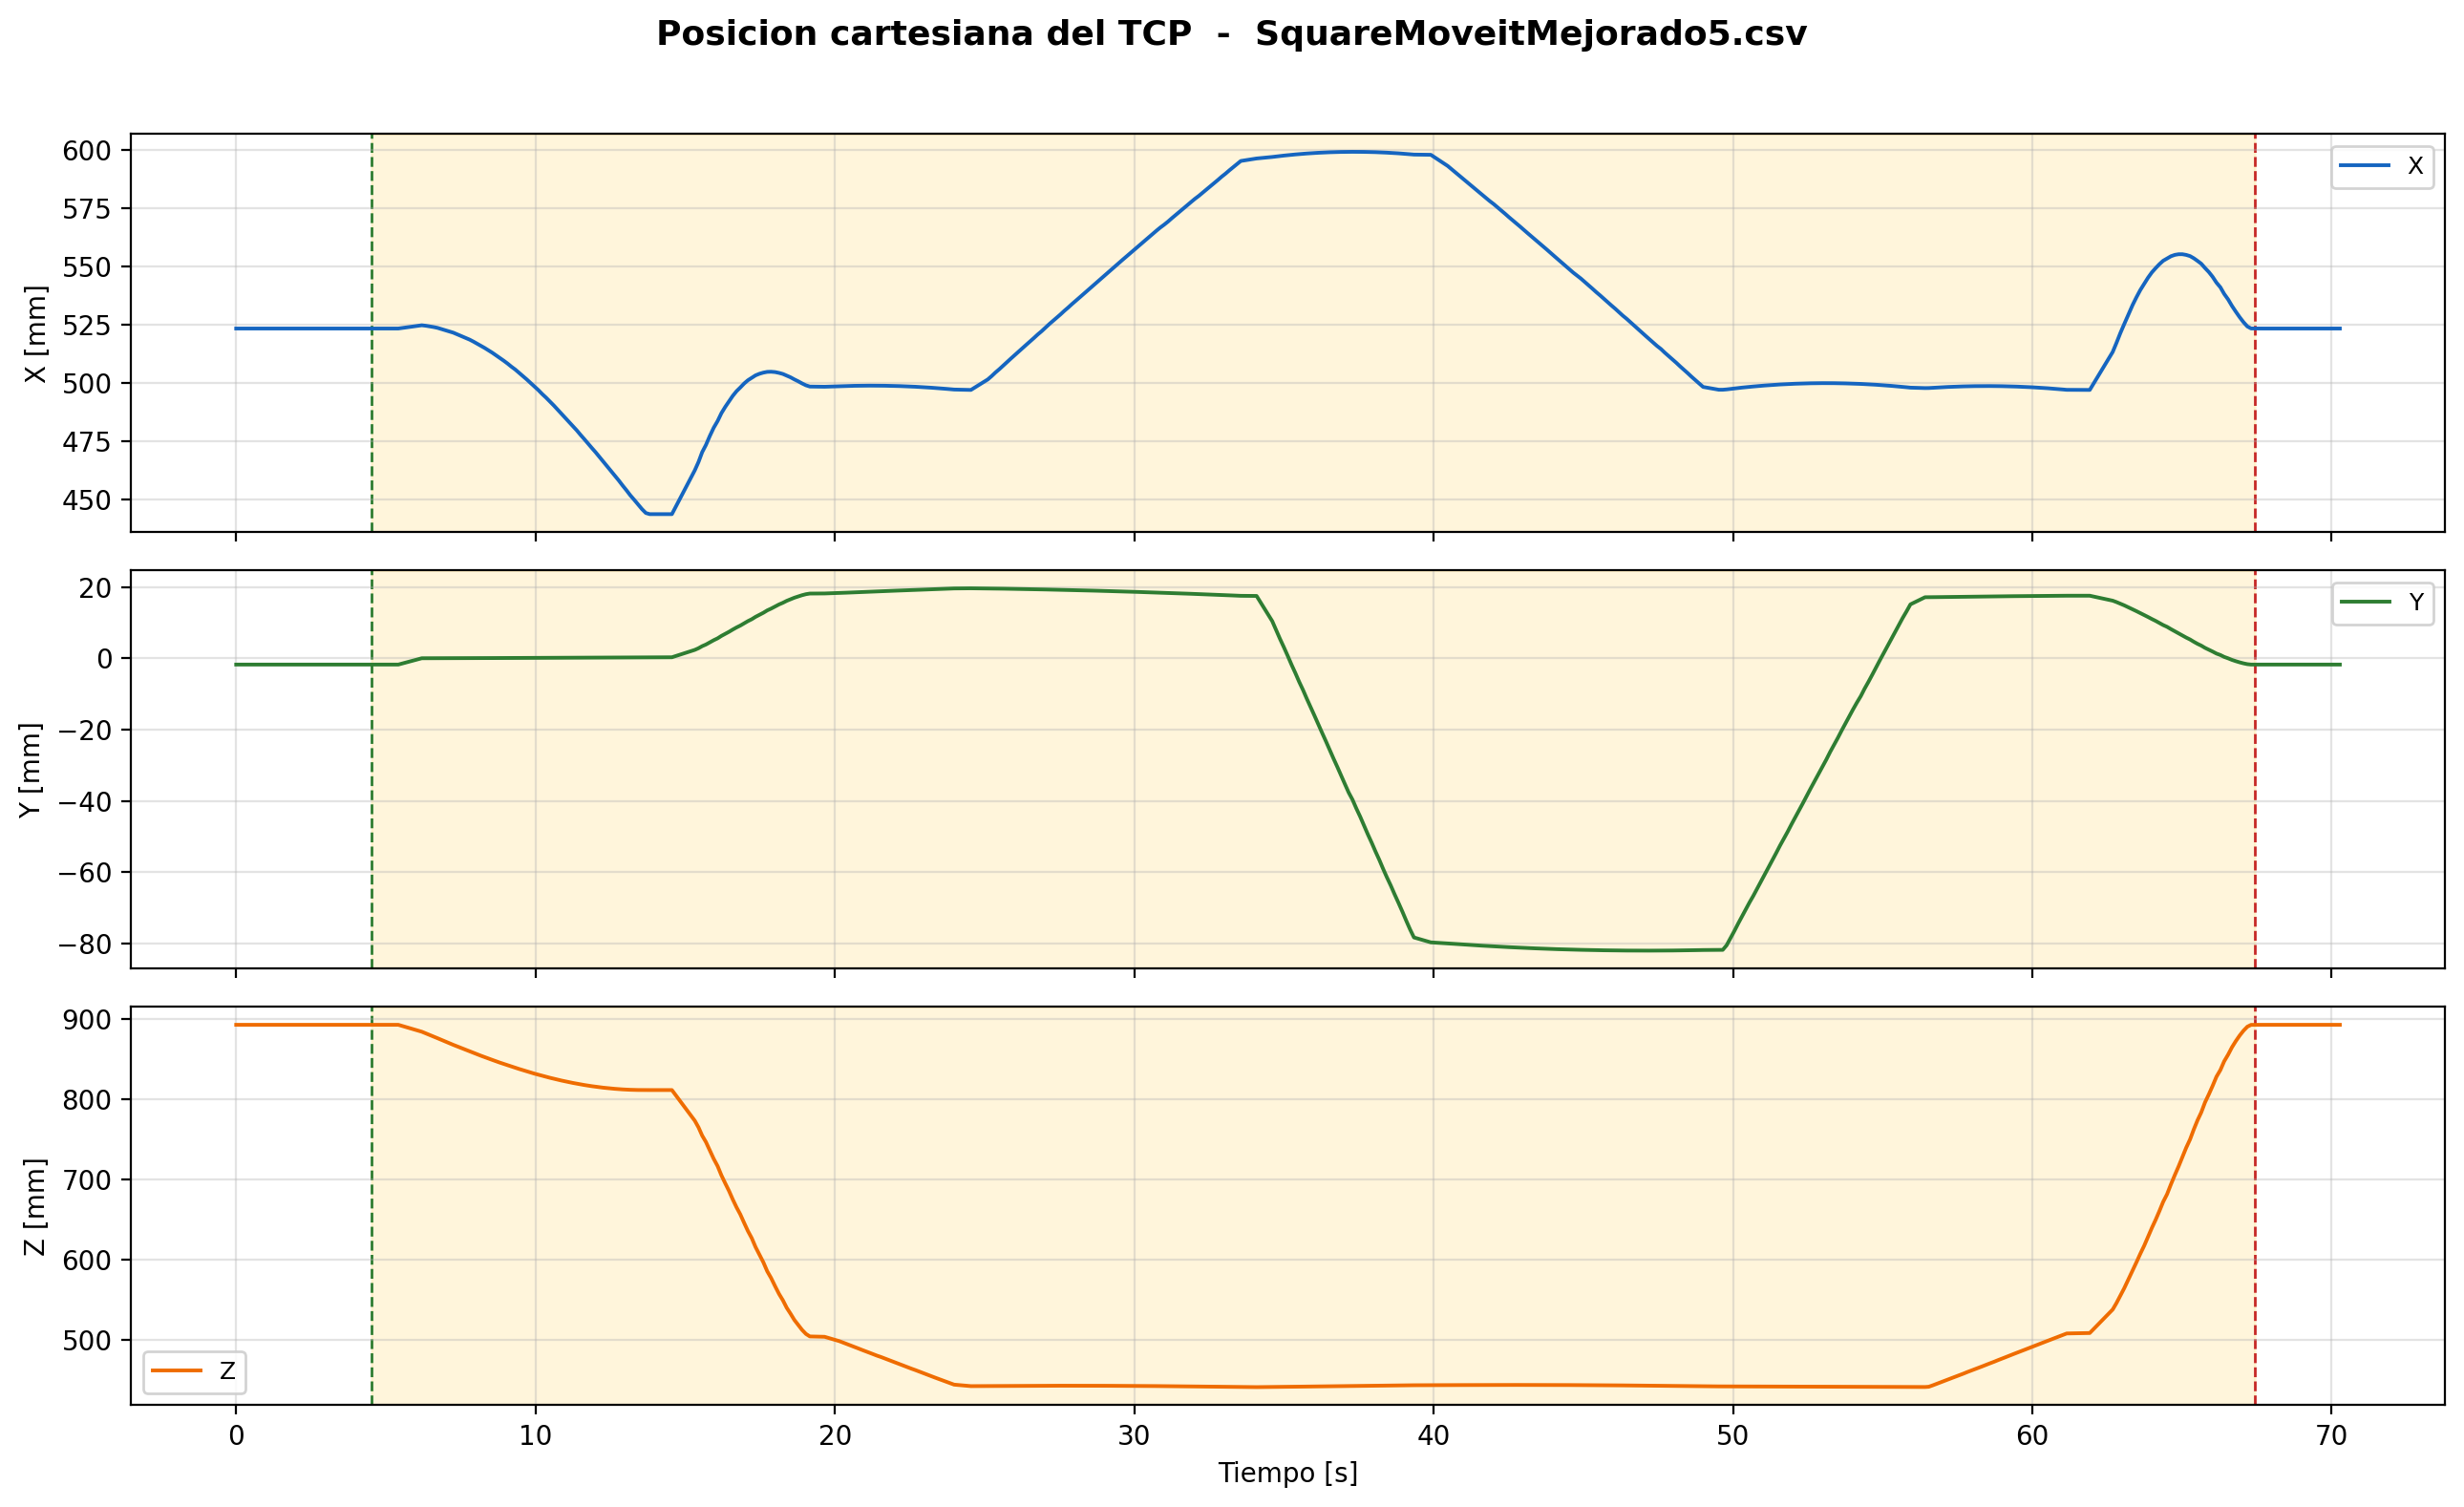 Posicion cartesiana del TCP - SquareMoveitMejorado5.csv
X [mm]
600
575
550
525
500
475
450
X
Y [mm]
20
0
−20
−40
−60
−80
Y
Z [mm]
900
800
700
600
500
Z
0 10 20 30 40 50 60 70
Tiempo [s]